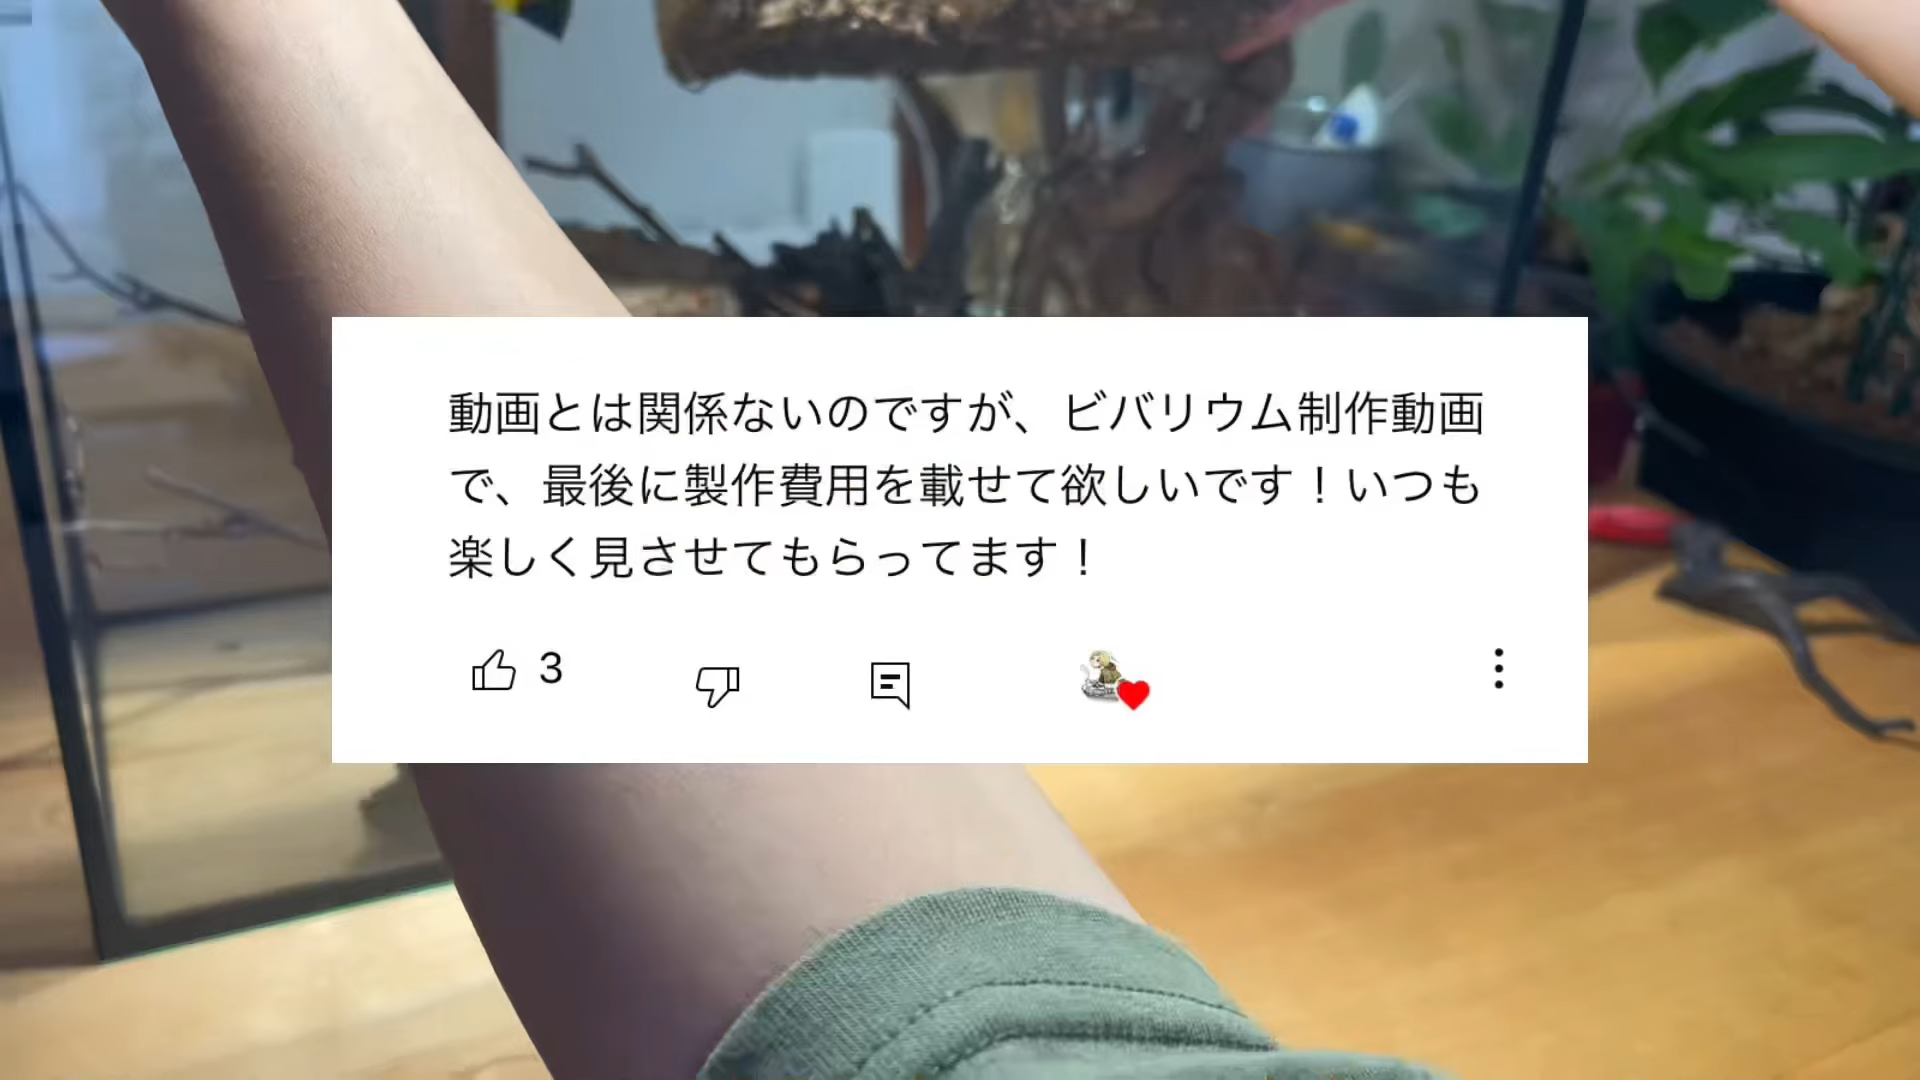 動画とは関係ないのですが、ビバリウム制作動画
で、最後に製作費用を載せて欲しいです！いつも
楽しく見させてもらってます！
3